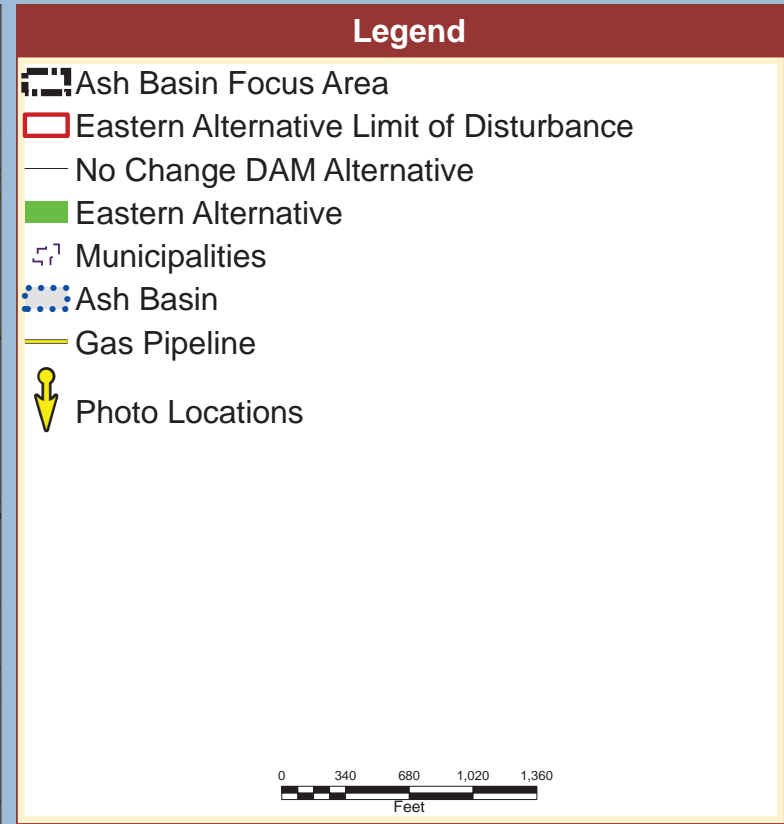 Legend
Ash Basin Focus Area
Eastern Alternative Limit of Disturbance
No Change DAM Alternative
Eastern Alternative
Municipalities
Ash Basin
Gas Pipeline
Photo Locations
0 340 680 1,020 1,360
Feet